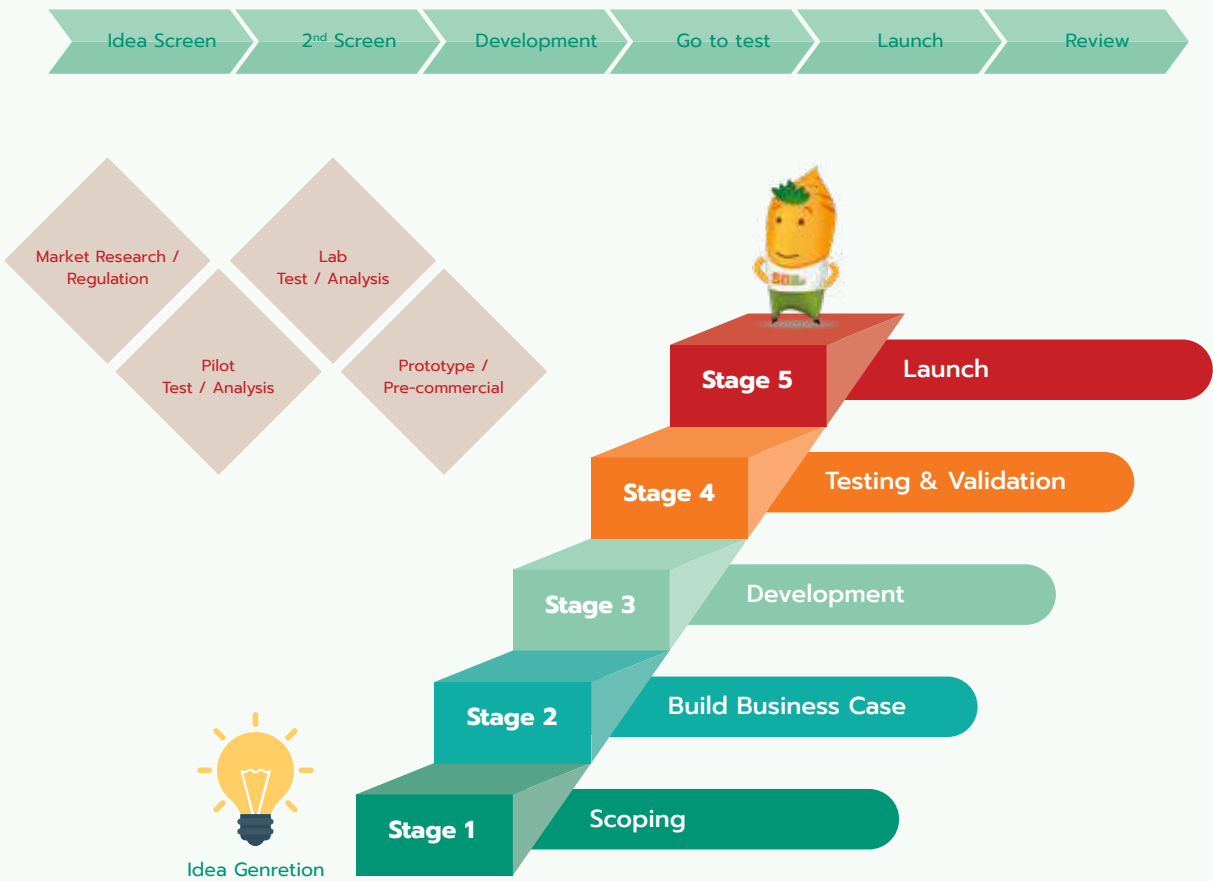 Idea Screen
2nd Screen
Development
Go to test
Launch
Review
Market Research /
Regulation
Lab
Test / Analysis
Pilot
Test / Analysis
Prototype /
Pre-commercial
Stage 5
Launch
Stage 4
Testing & Validation
Stage 3
Development
Stage 2
Build Business Case
Stage 1
Scoping
Idea Genretion